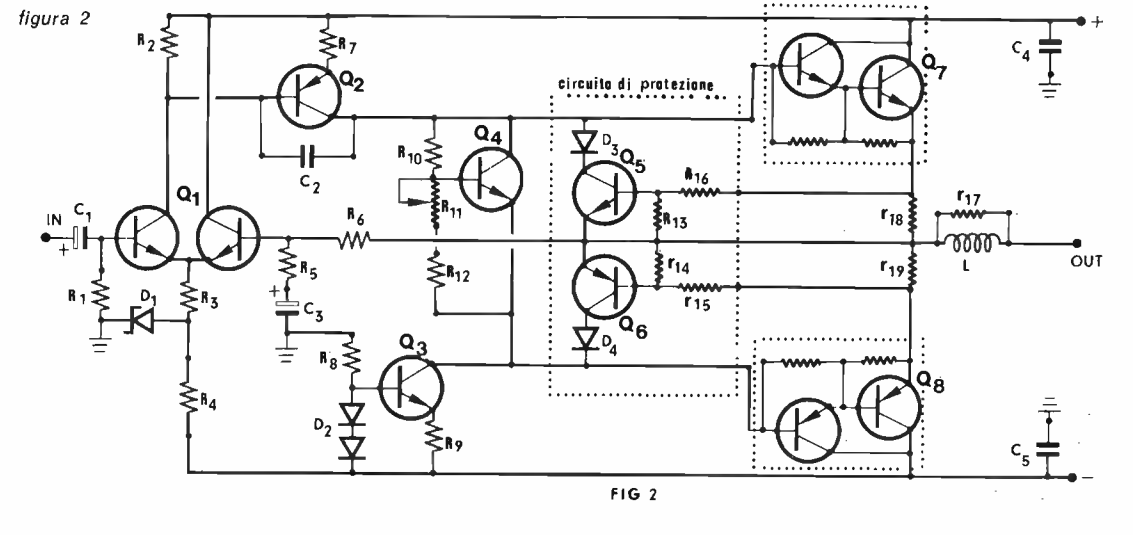 figura 2
+
R2
R7
C4
Q2
Q7
circuito di protezione
D3
Q4
Q5
R10
C2
R16
Q1
R11
R13
r17
IN
C1
R6
r18
+
OUT
L
R5
R12
r14
r19
R1
D1
R3
+
C3
r15
Q6
Q3
D4
R8
Q8
R4
D2
R9
C5
-
FIG 2